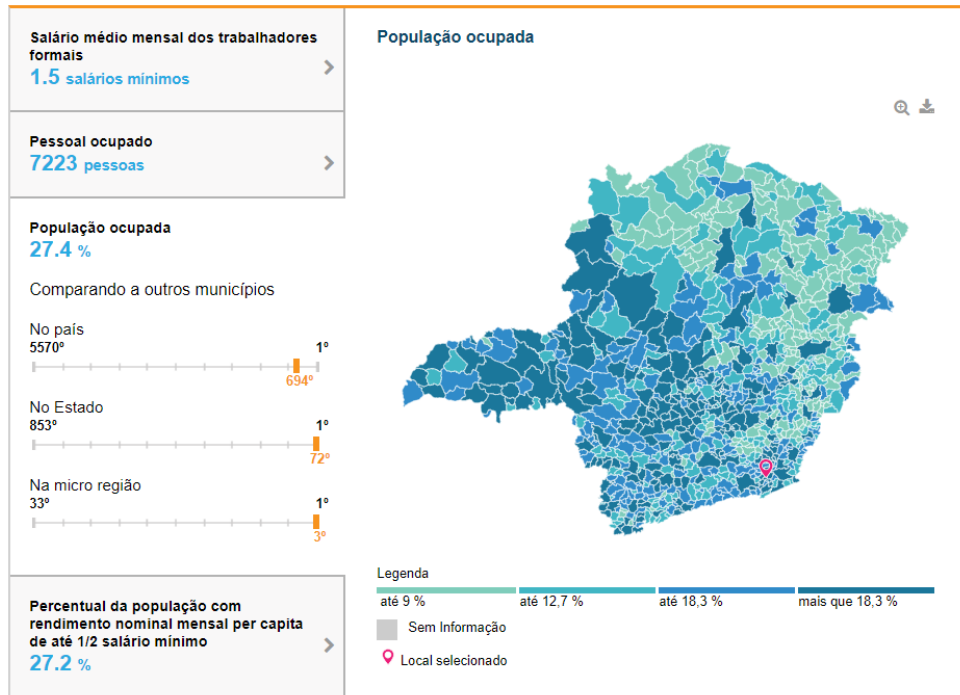 Salário médio mensal dos trabalhadores
formais
1.5 salários mínimos
Pessoal ocupado
7223 pessoas
População ocupada
27.4 %
Comparando a outros municípios
No país
5570º 1º
694º
No Estado
853º 1º
72º
Na micro região
33º 1º
3º
Percentual da população com
rendimento nominal mensal per capita
de até 1/2 salário mínimo
27.2 %
População ocupada
Legenda
até 9 % até 12,7 % até 18,3 % mais que 18,3 %
Sem Informação
Local selecionado